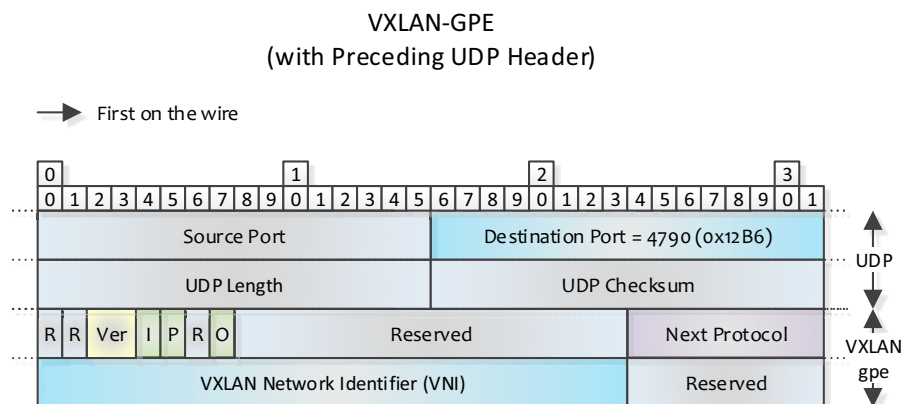 VXLAN-GPE
(with Preceding UDP Header)
First on the wire
0 1 2 3
0 1 2 3 4 5 6 7 8 9 0 1 2 3 4 5 6 7 8 9 0 1 2 3 4 5 6 7 8 9 0 1
Source Port Destination Port = 4790 (0x12B6)
UDP
UDP Length UDP Checksum
R R Ver I P R O Reserved Next Protocol
VXLAN
gpe
VXLAN Network Identifier (VNI) Reserved